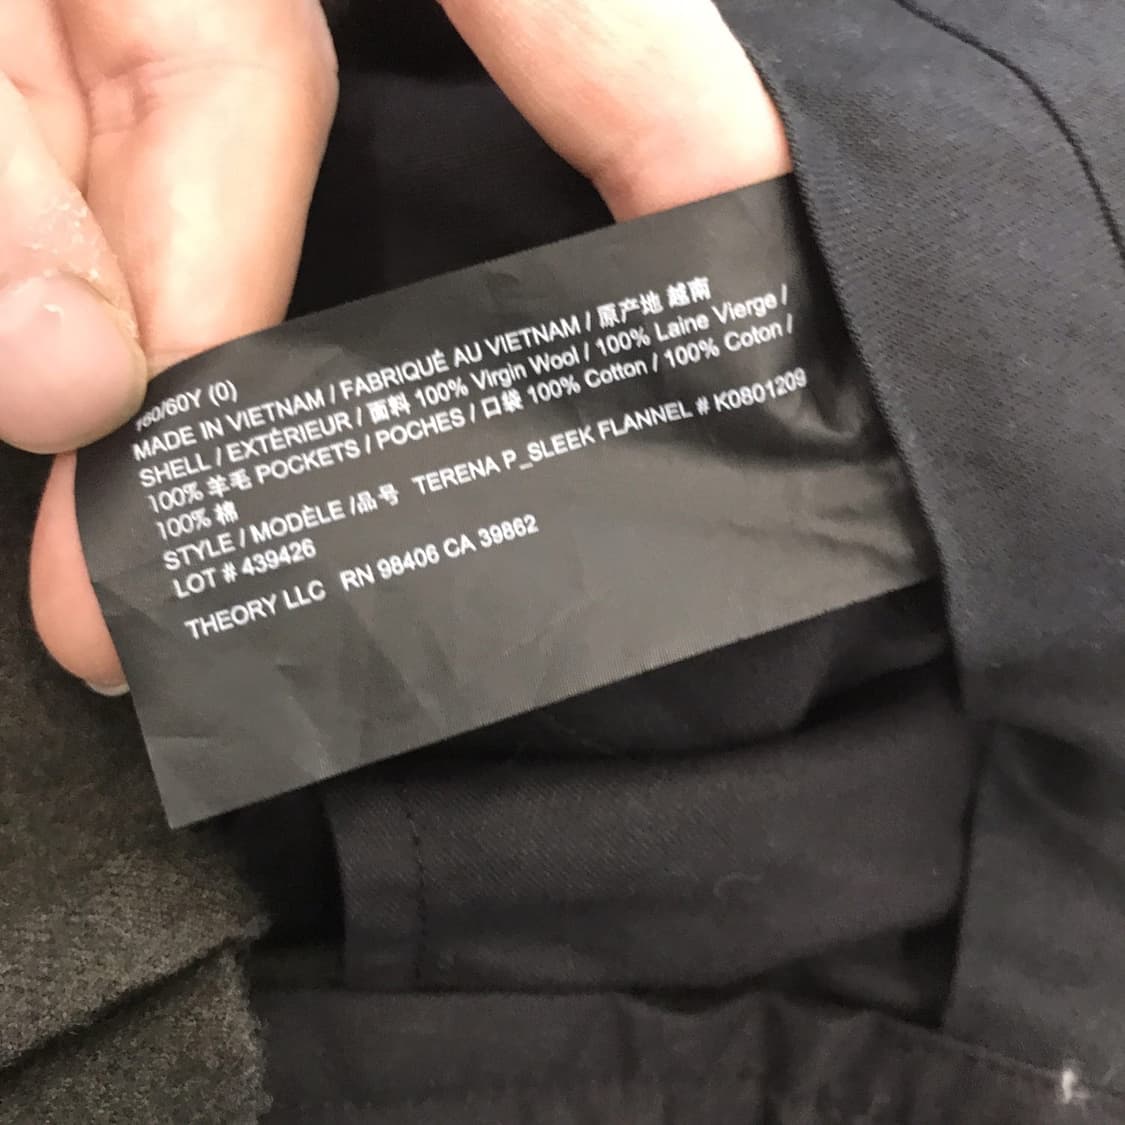 160/60Y (0)
MADE IN VIETNAM / FABRIQUÉ AU VIETNAM / 原产地 越南
SHELL / EXTÉRIEUR / 面料 100% Virgin Wool / 100% Laine Vierge /
100% 羊毛 POCKETS / POCHES / 口袋 100% Cotton / 100% Coton /
100% 棉
STYLE / MODÈLE /品号 TERENA P_SLEEK FLANNEL # K0801209
LOT # 439426
THEORY LLC RN 98406 CA 39862